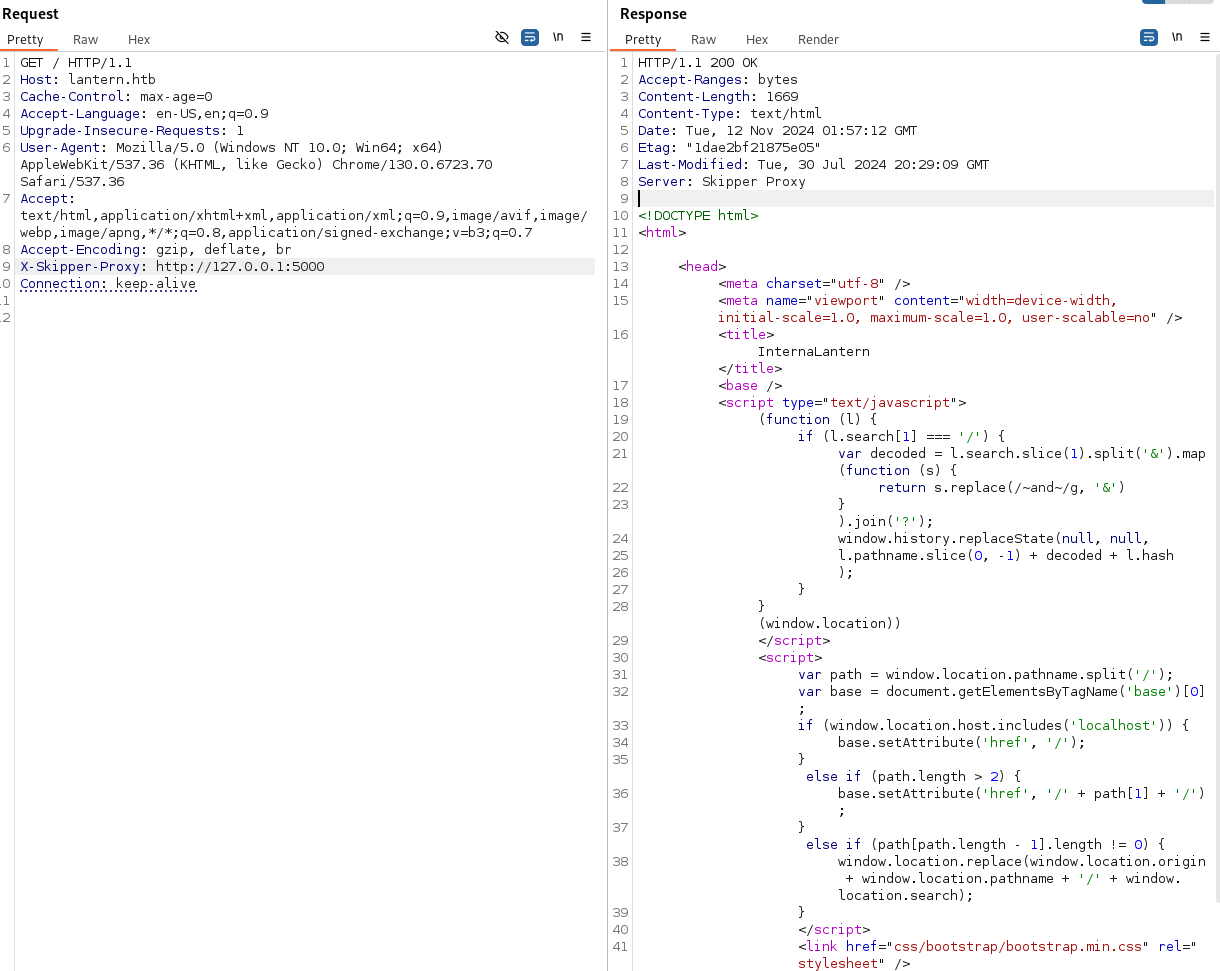 Request
Pretty Raw Hex \n
1 GET / HTTP/1.1
2 Host: lantern.htb
3 Cache-Control: max-age=0
4 Accept-Language: en-US,en;q=0.9
5 Upgrade-Insecure-Requests: 1
6 User-Agent: Mozilla/5.0 (Windows NT 10.0; Win64; x64)
AppleWebKit/537.36 (KHTML, like Gecko) Chrome/130.0.6723.70
Safari/537.36
7 Accept:
text/html,application/xhtml+xml,application/xml;q=0.9,image/avif,image/
webp,image/apng,*/*;q=0.8,application/signed-exchange;v=b3;q=0.7
8 Accept-Encoding: gzip, deflate, br
9 X-Skipper-Proxy: http://127.0.0.1:5000
0 Connection: keep-alive
1
2
Response
Pretty Raw Hex Render \n
1 HTTP/1.1 200 OK
2 Accept-Ranges: bytes
3 Content-Length: 1669
4 Content-Type: text/html
5 Date: Tue, 12 Nov 2024 01:57:12 GMT
6 Etag: "1dae2bf21875e05"
7 Last-Modified: Tue, 30 Jul 2024 20:29:09 GMT
8 Server: Skipper Proxy
9
10 <!DOCTYPE html>
11 <html>
12
13 <head>
14 <meta charset="utf-8" />
15 <meta name="viewport" content="width=device-width,
initial-scale=1.0, maximum-scale=1.0, user-scalable=no" />
16 <title>
InternaLantern
</title>
17 <base />
18 <script type="text/javascript">
19 (function (l) {
20 if (l.search[1] === '/') {
21 var decoded = l.search.slice(1).split('&').map
(function (s) {
22 return s.replace(/~and~/g, '&')
23 }
).join('?');
24 window.history.replaceState(null, null,
25 l.pathname.slice(0, -1) + decoded + l.hash
26 );
27 }
28 }
(window.location))
29 </script>
30 <script>
31 var path = window.location.pathname.split('/');
32 var base = document.getElementsByTagName('base')[0]
;
33 if (window.location.host.includes('localhost')) {
34 base.setAttribute('href', '/');
35 }
else if (path.length > 2) {
36 base.setAttribute('href', '/' + path[1] + '/')
;
37 }
else if (path[path.length - 1].length != 0) {
38 window.location.replace(window.location.origin
+ window.location.pathname + '/' + window.
location.search);
39 }
40 </script>
41 <link href="css/bootstrap/bootstrap.min.css" rel="
stylesheet" />